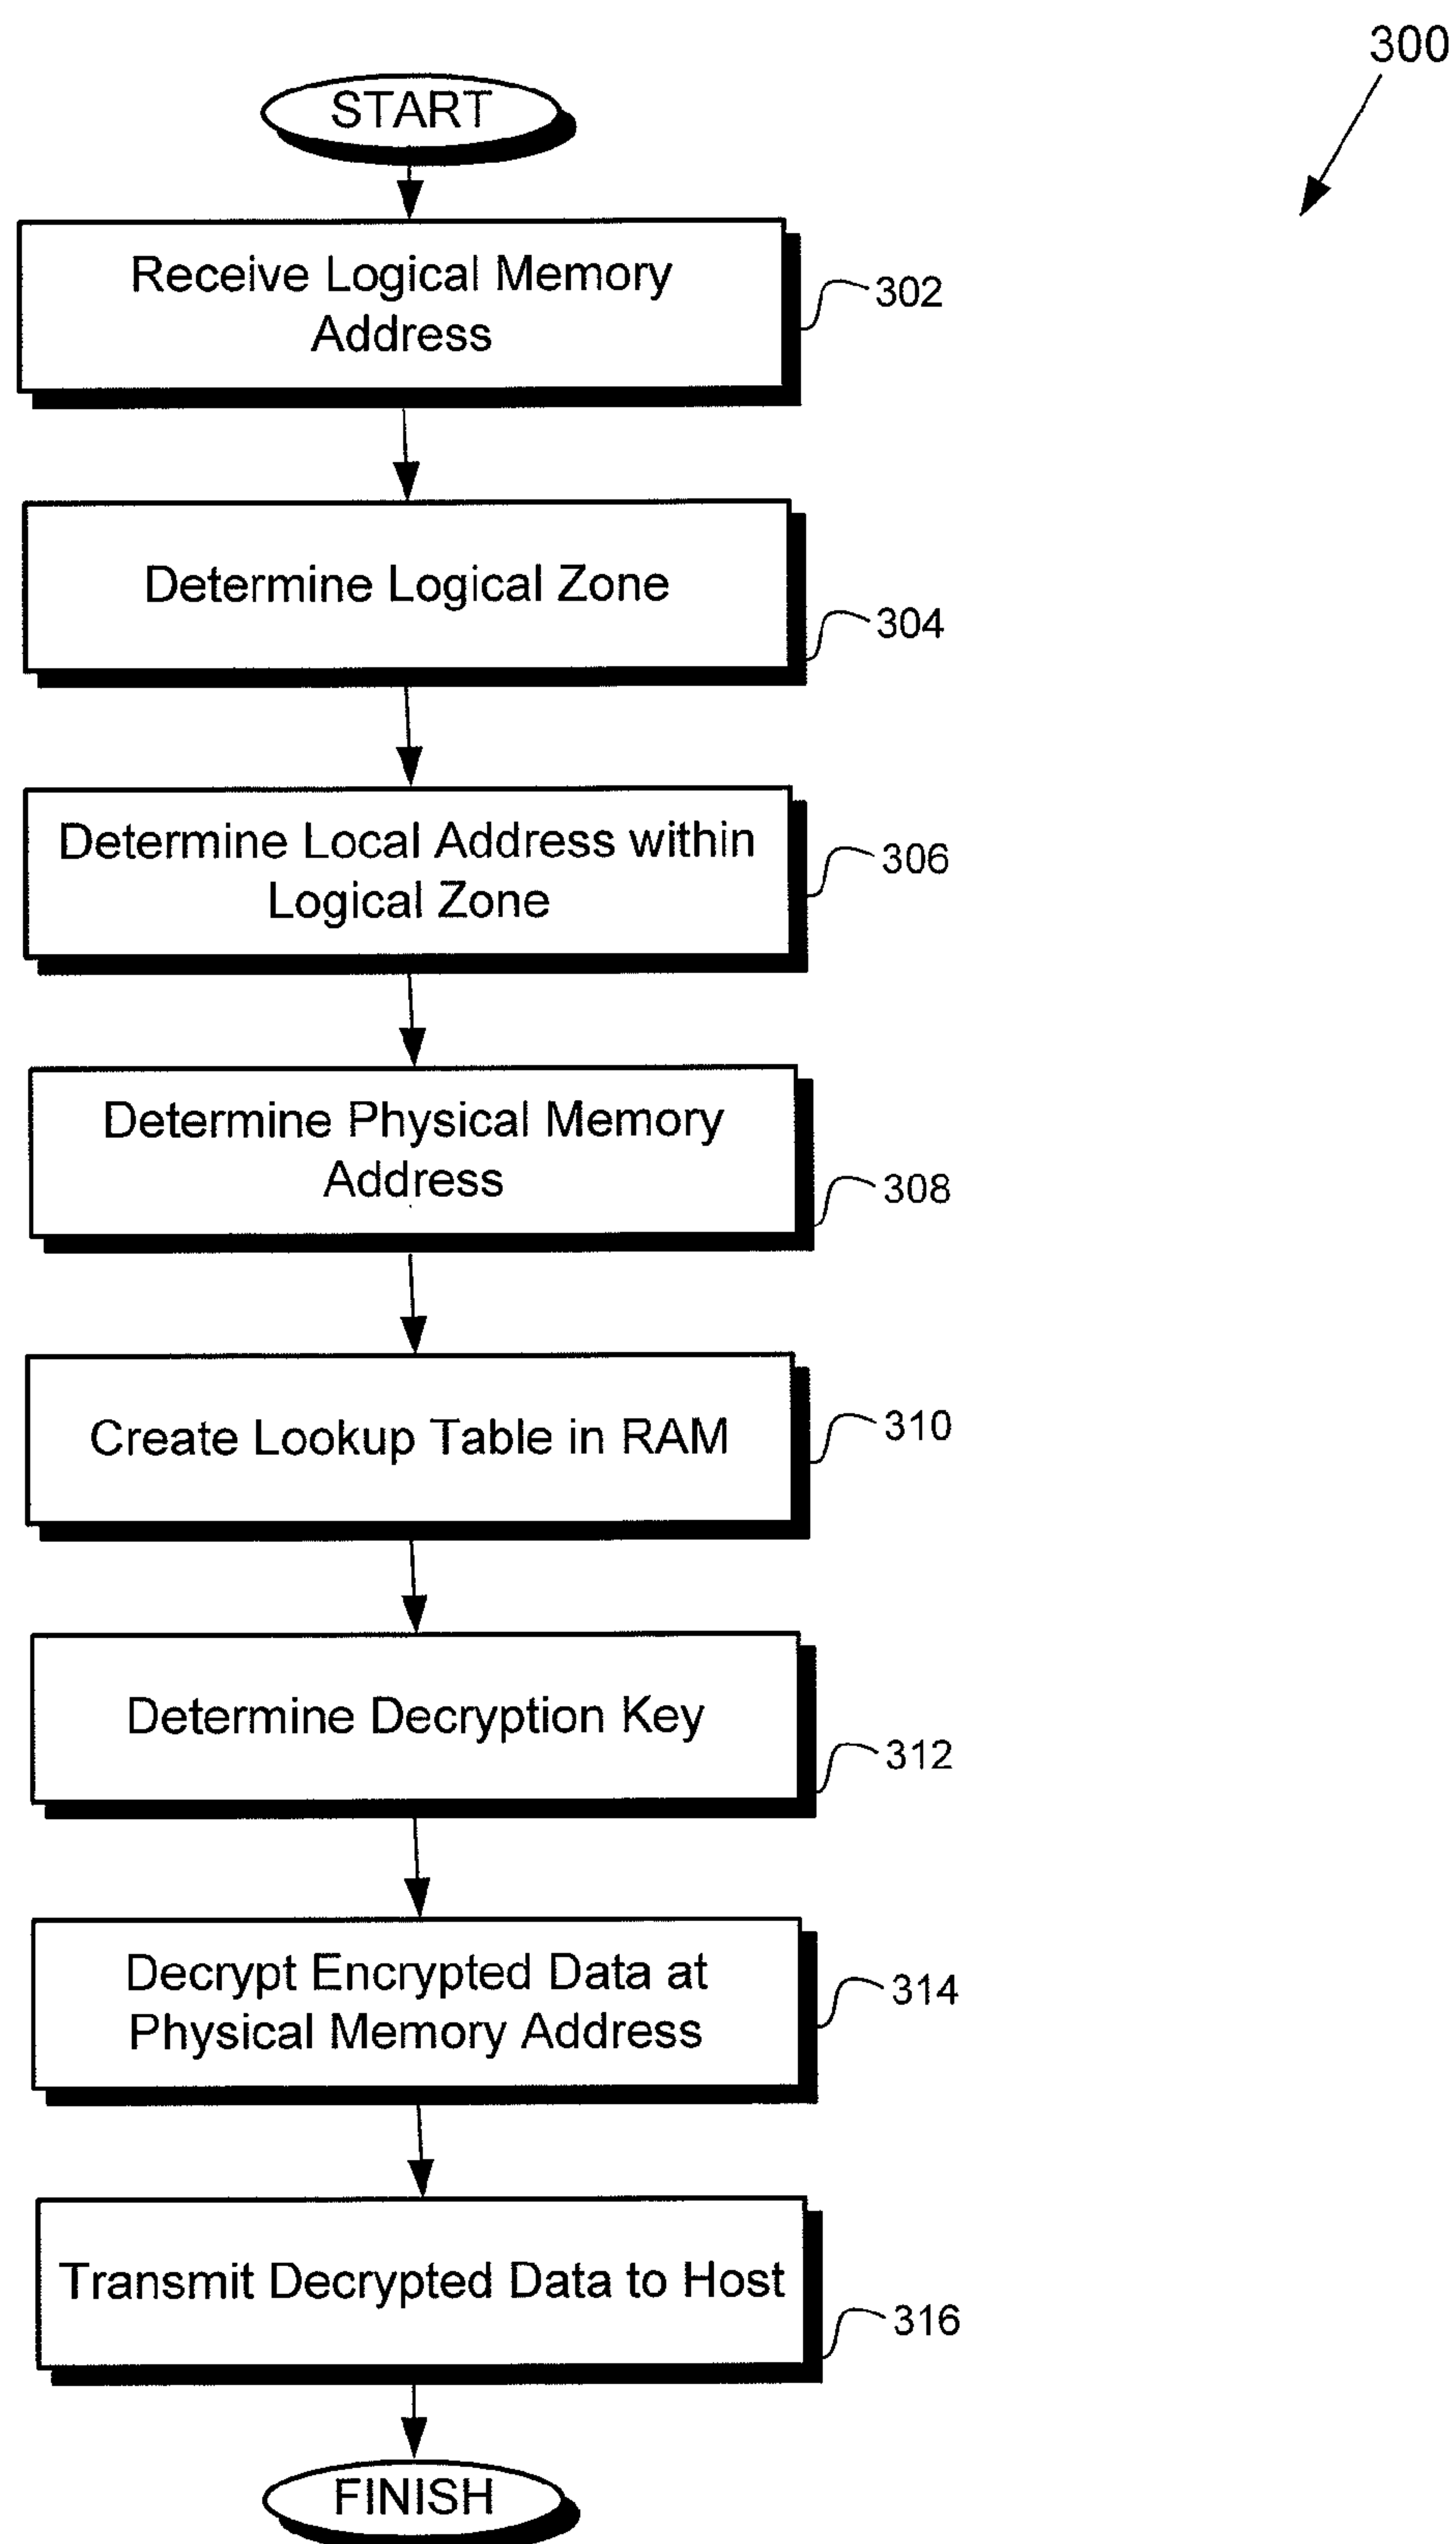 300
START
Receive Logical Memory
Address
302
Determine Logical Zone
304
Determine Local Address within
Logical Zone
306
Determine Physical Memory
Address
308
Create Lookup Table in RAM
310
Determine Decryption Key
312
Decrypt Encrypted Data at
Physical Memory Address
314
Transmit Decrypted Data to Host
316
FINISH